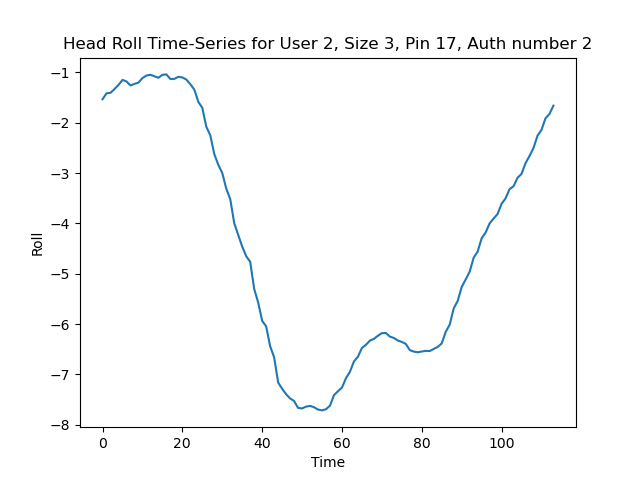 Head Roll Time-Series for User 2, Size 3, Pin 17, Auth number 2
−1
−2
−3
−4
−5
−6
−7
−8
Roll
0 20 40 60 80 100
Time